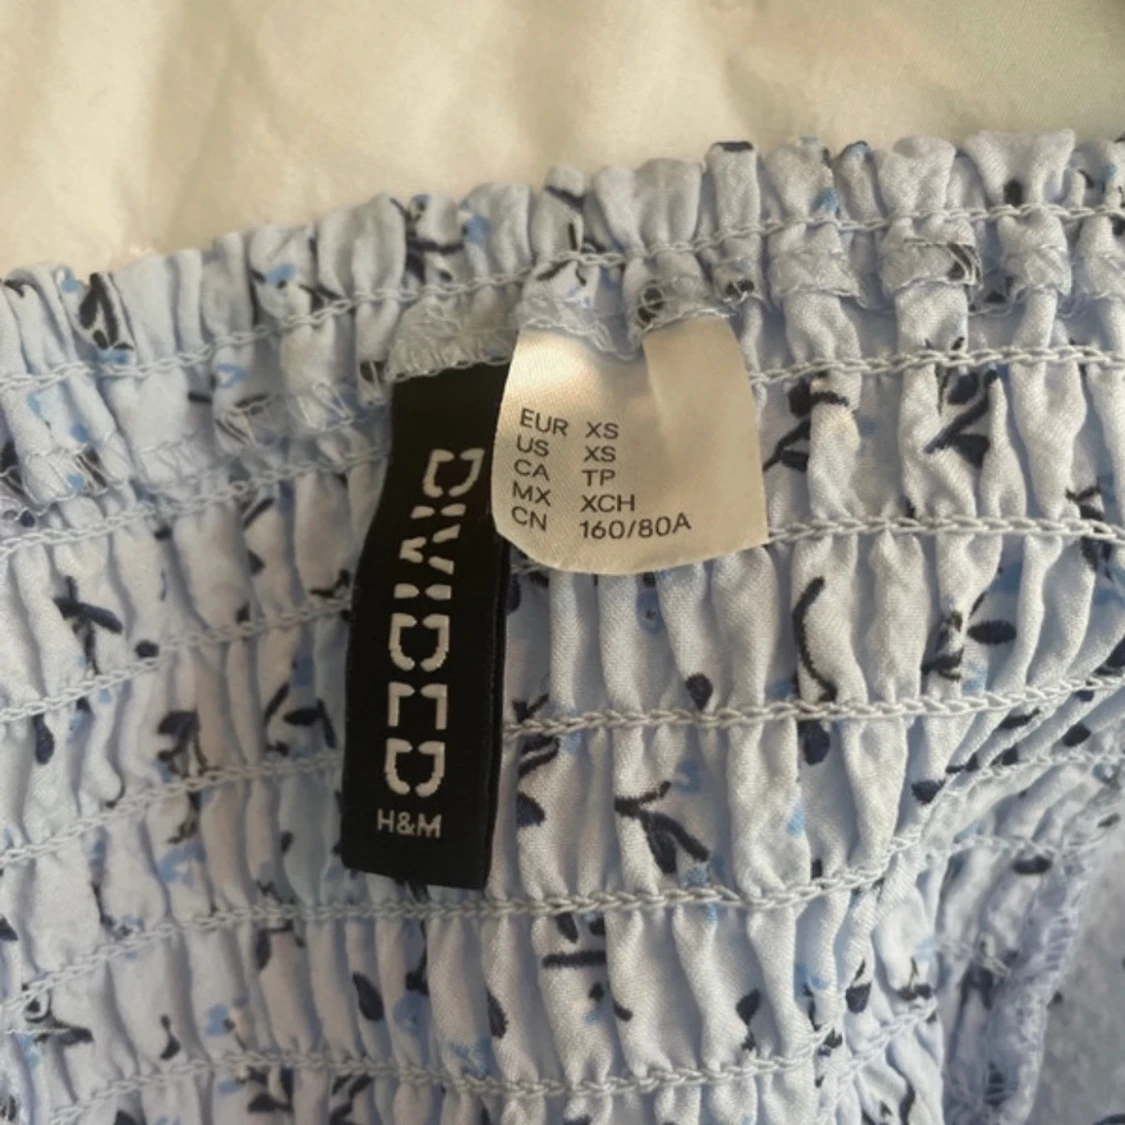 EUR XS
US XS
CA TP
MX XCH
CN 160/80A
DIVIDED
H&M